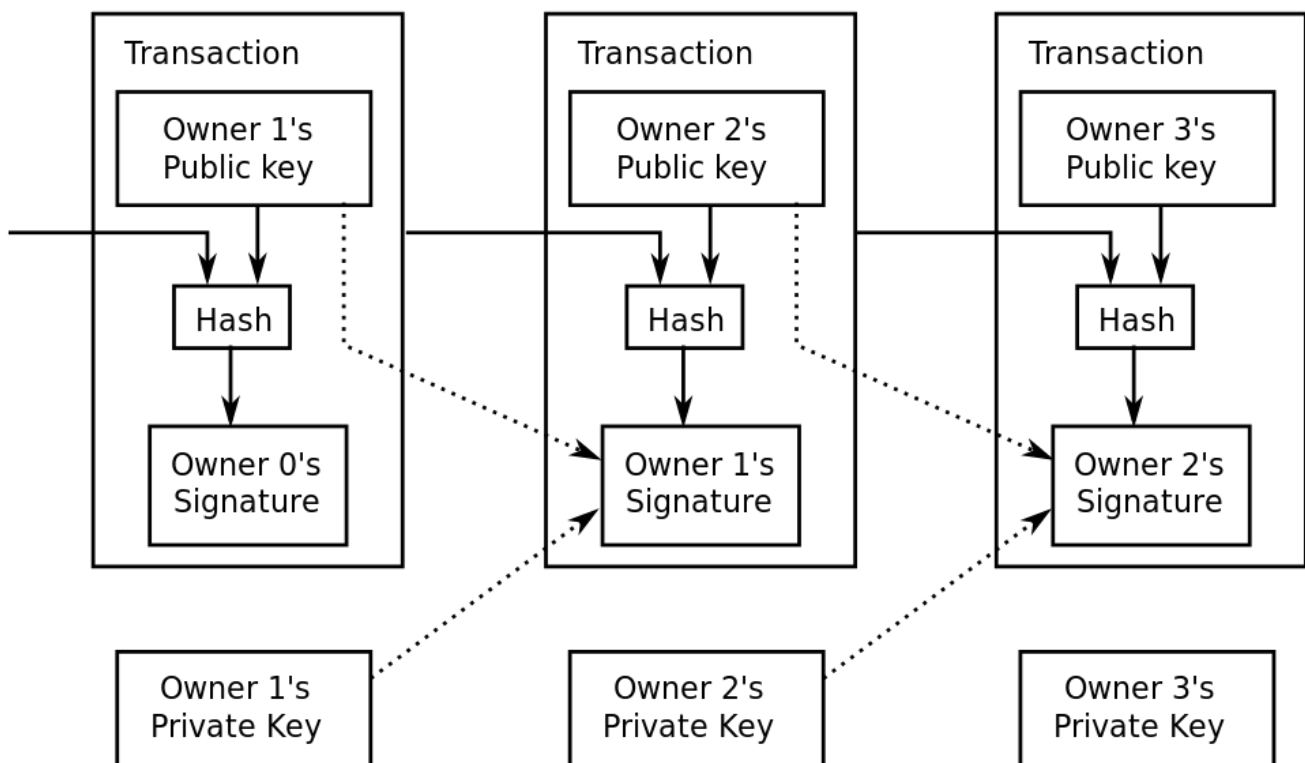 Transaction
Owner 1's
Public key
Hash
Owner 0's
Signature
Owner 1's
Private Key
Transaction
Owner 2's
Public key
Hash
Owner 1's
Signature
Owner 2's
Private Key
Transaction
Owner 3's
Public key
Hash
Owner 2's
Signature
Owner 3's
Private Key